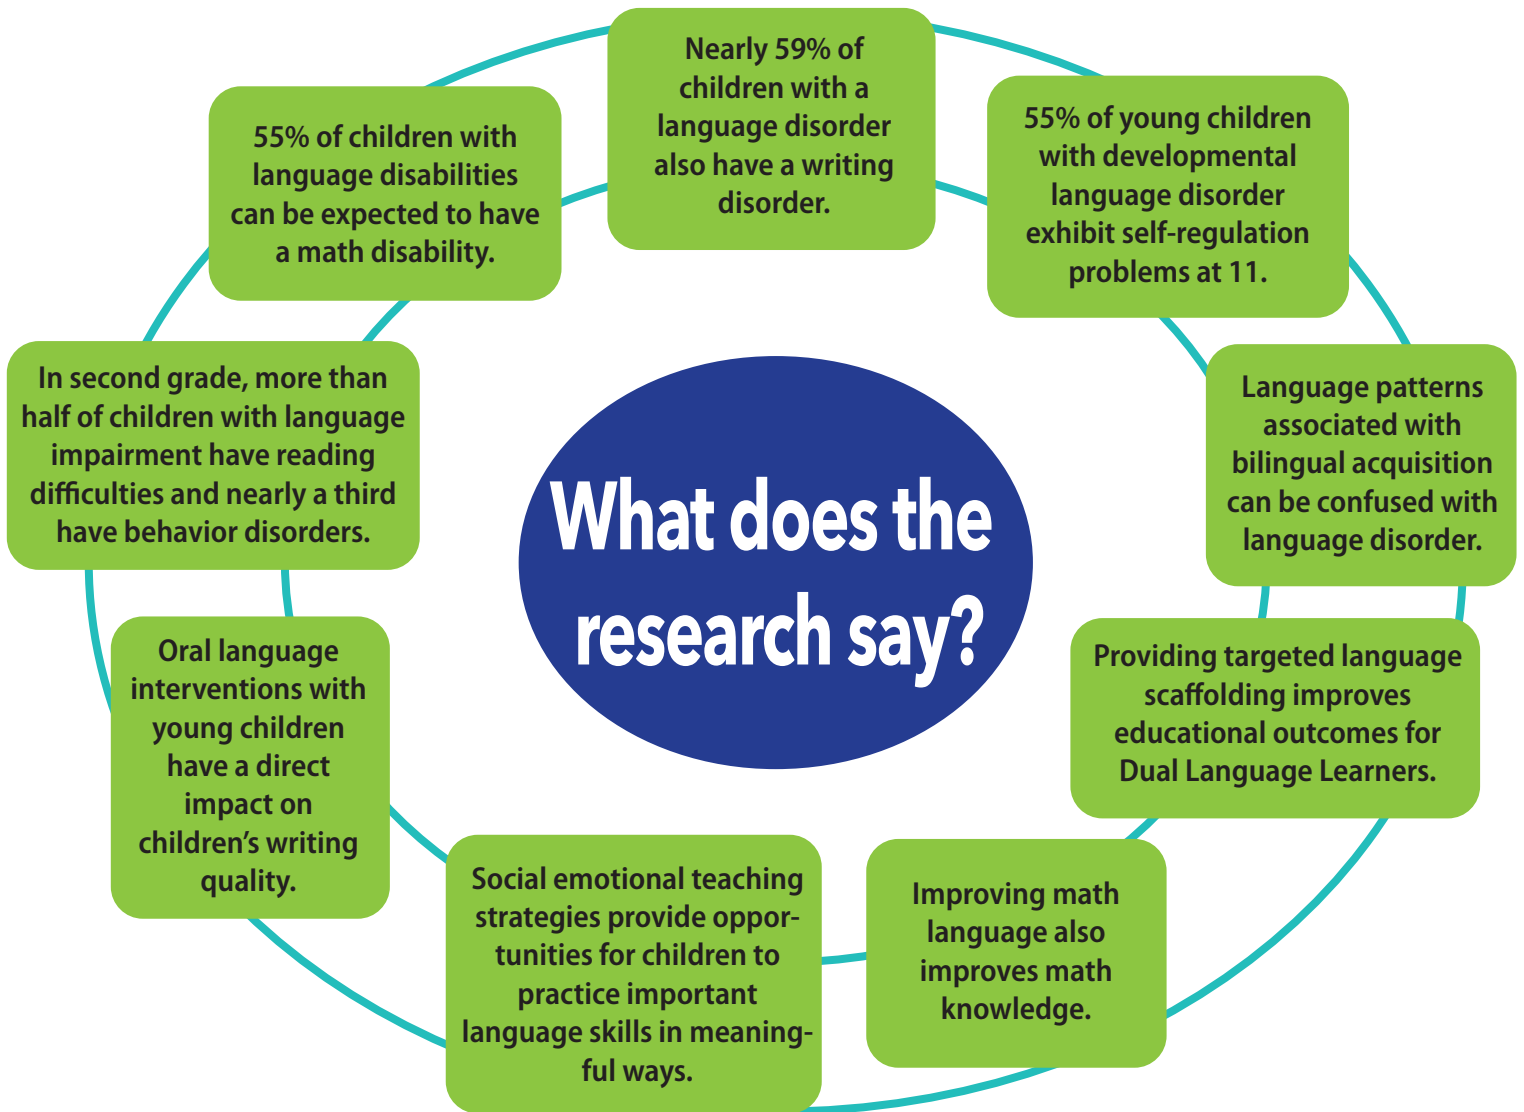 Nearly 59% of
children with a
language disorder
also have a writing
disorder.
55% of young children
with developmental
language disorder
exhibit self-regulation
problems at 11.
Language patterns
associated with
bilingual acquisition
can be confused with
language disorder.
Providing targeted language
scaffolding improves
educational outcomes for
Dual Language Learners.
Improving math
language also
improves math
knowledge.
Social emotional teaching
strategies provide oppor-
tunities for children to
practice important
language skills in meaning-
ful ways.
Oral language
interventions with
young children
have a direct
impact on
children’s writing
quality.
In second grade, more than
half of children with language
impairment have reading
difficulties and nearly a third
have behavior disorders.
55% of children with
language disabilities
can be expected to have
a math disability.
What does the
research say?